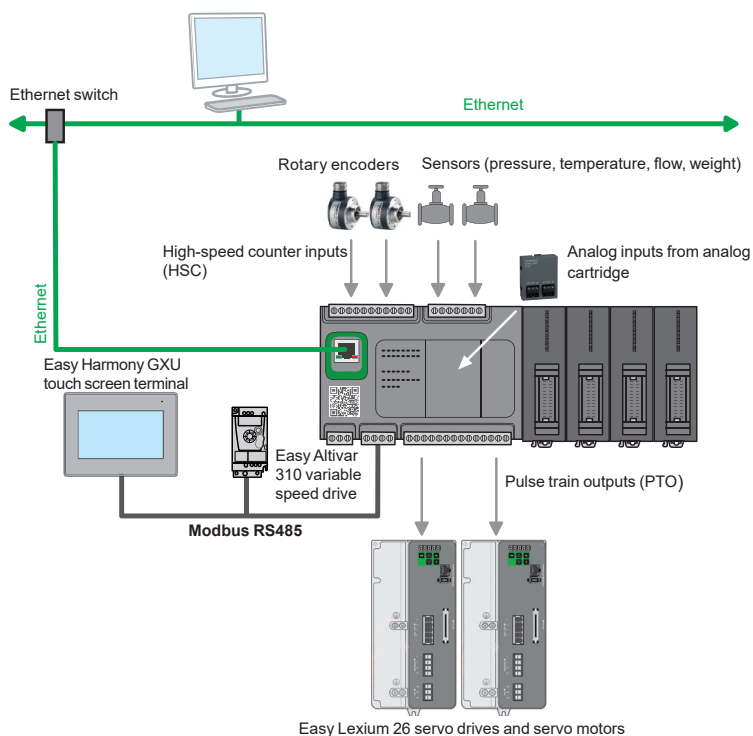 Ethernet switch
Ethernet
Rotary encoders
Sensors (pressure, temperature, flow, weight)
High-speed counter inputs
(HSC)
Analog inputs from analog
cartridge
Ethernet
Easy Harmony GXU
touch screen terminal
Easy Altivar
310 variable
speed drive
Pulse train outputs (PTO)
Modbus RS485
Easy Lexium 26 servo drives and servo motors